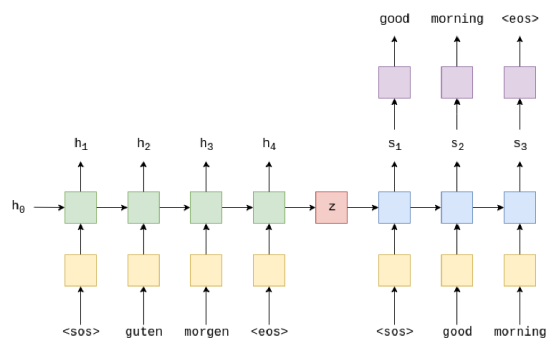 good morning <eos>
h₁ h₂ h₃ h₄ s₁ s₂ s₃
h₀ z
<sos> guten morgen <eos> <sos> good morning